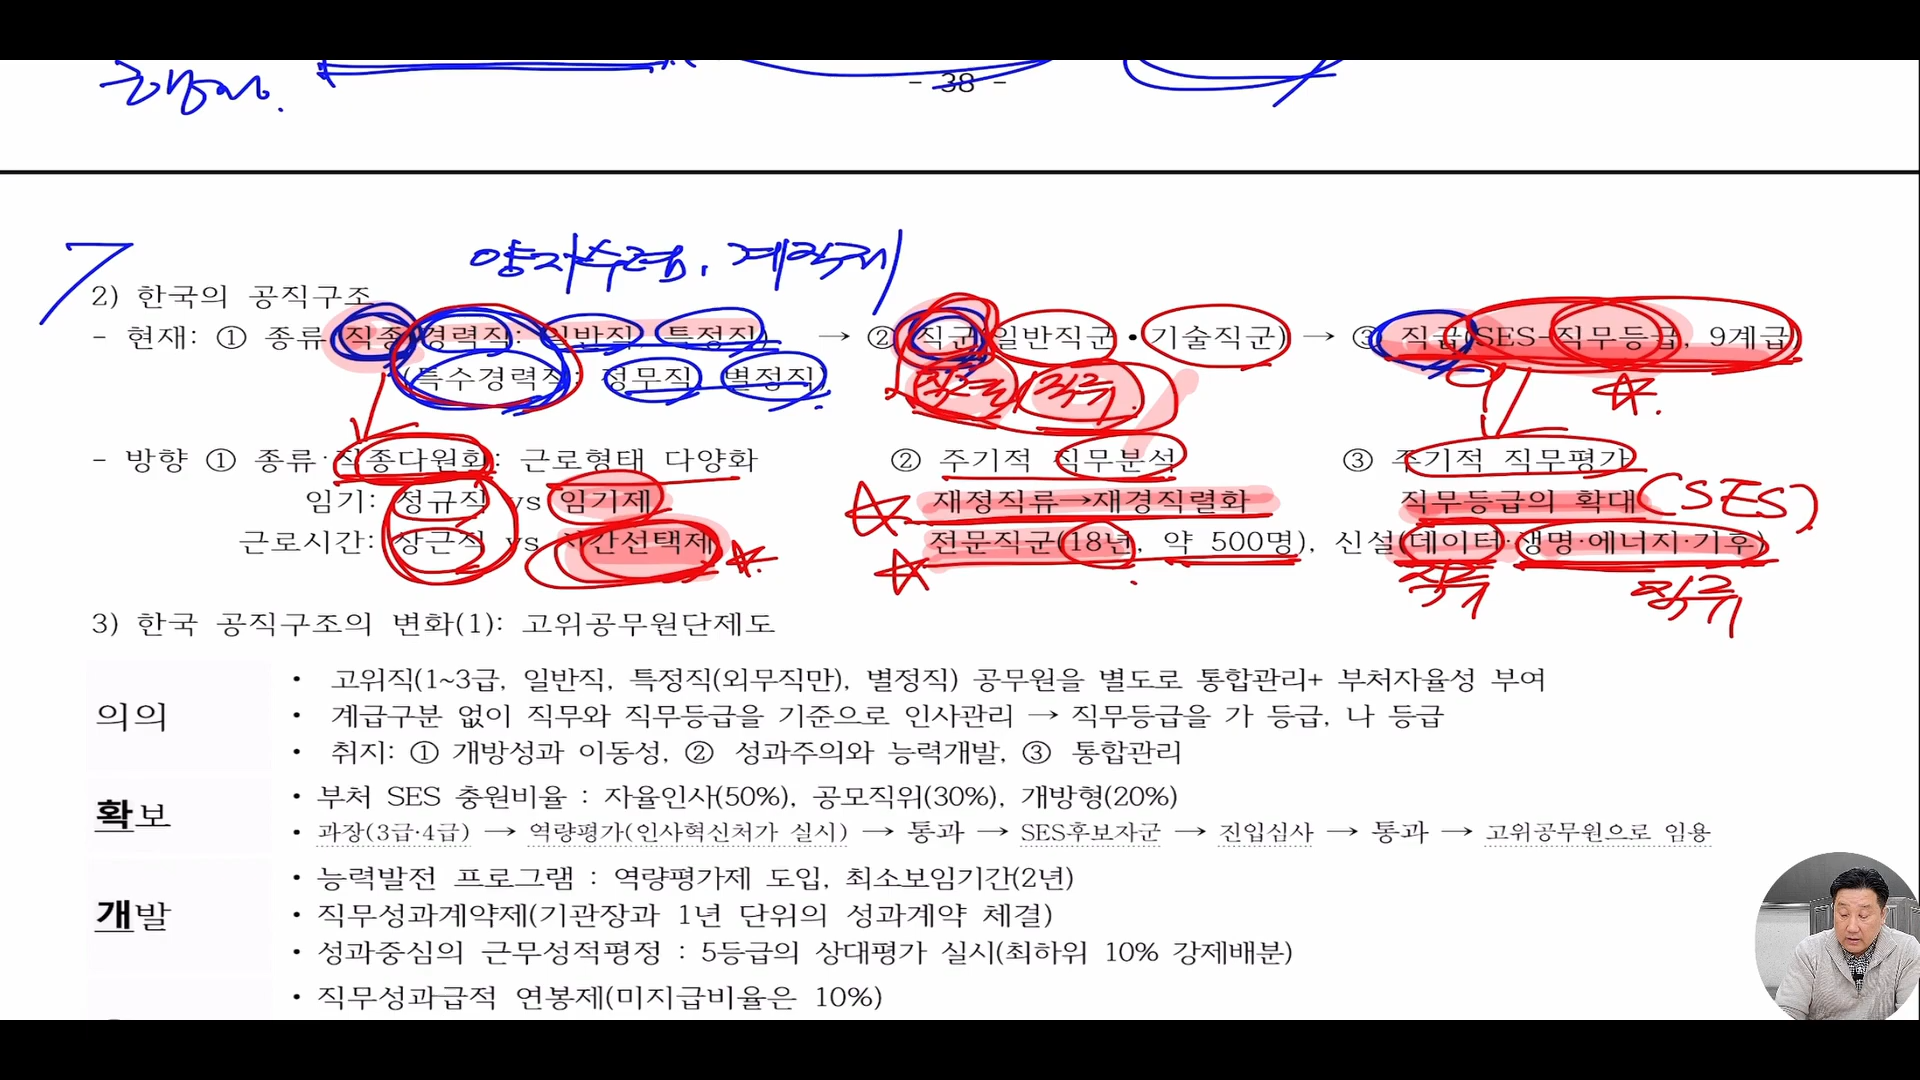 - 38 -
양자수렴, 계약제
2) 한국의 공직구조
- 현재: ① 종류 직종(경력직: 일반직, 특정직) → ② 직군(일반직군·기술직군) → ③ 직급(SES-직무등급, 9계급)
(특수경력직: 정무직, 별정직)
직렬 직류
- 방향 ① 종류·직종다원화: 근로형태 다양화 ② 주기적 직무분석 ③ 주기적 직무평가
임기: 정규직 vs 임기제 재정직류→재경직렬화 직무등급의 확대 (SES)
근로시간: 상근직 vs 시간선택제 전문직군(18년, 약 500명), 신설(데이터·생명·에너지·기후)
직류 직류
3) 한국 공직구조의 변화(1): 고위공무원단제도
의의
• 고위직(1~3급, 일반직, 특정직(외무직만), 별정직) 공무원을 별도로 통합관리+ 부처자율성 부여
• 계급구분 없이 직무와 직무등급을 기준으로 인사관리 → 직무등급을 가 등급, 나 등급
• 취지: ① 개방성과 이동성, ② 성과주의와 능력개발, ③ 통합관리
확보
• 부처 SES 충원비율 : 자율인사(50%), 공모직위(30%), 개방형(20%)
• 과장(3급·4급) → 역량평가(인사혁신처가 실시) → 통과 → SES후보자군 → 진입심사 → 통과 → 고위공무원으로 임용
개발
• 능력발전 프로그램 : 역량평가제 도입, 최소보임기간(2년)
• 직무성과계약제(기관장과 1년 단위의 성과계약 체결)
• 성과중심의 근무성적평정 : 5등급의 상대평가 실시(최하위 10% 강제배분)
• 직무성과급적 연봉제(미지급비율은 10%)